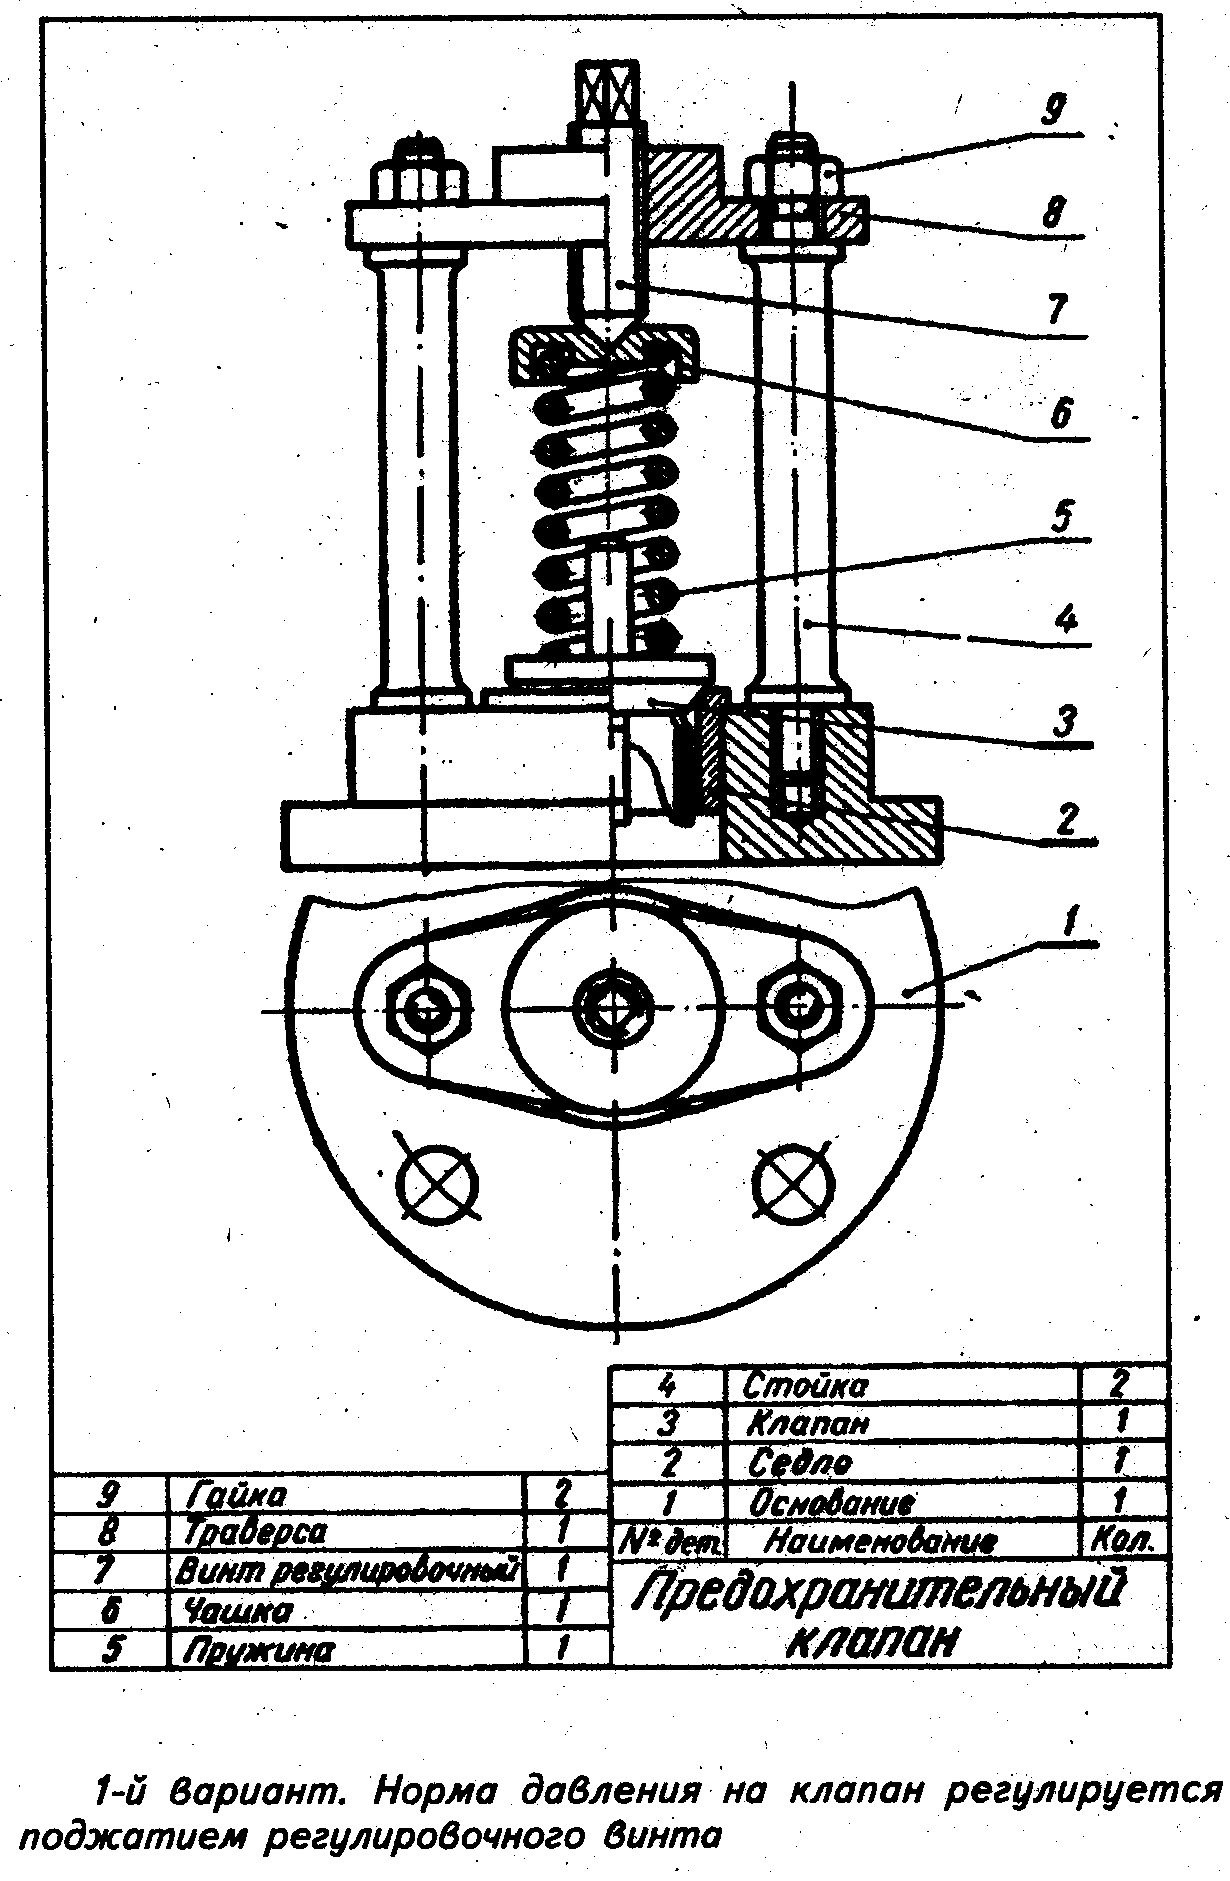 9
8
7
6
5
4
3
2
1
4 Стойка 2
3 Клапан 1
2 Седло 1
1 Основание 1
№ дет. Наименование Кол.
9 Гайка 2
8 Траверса 1
7 Винт регулировочный 1
6 Чашка 1
5 Пружина 1
Предохранительный
клапан
1-й вариант. Норма давления на клапан регулируется
поджатием регулировочного винта